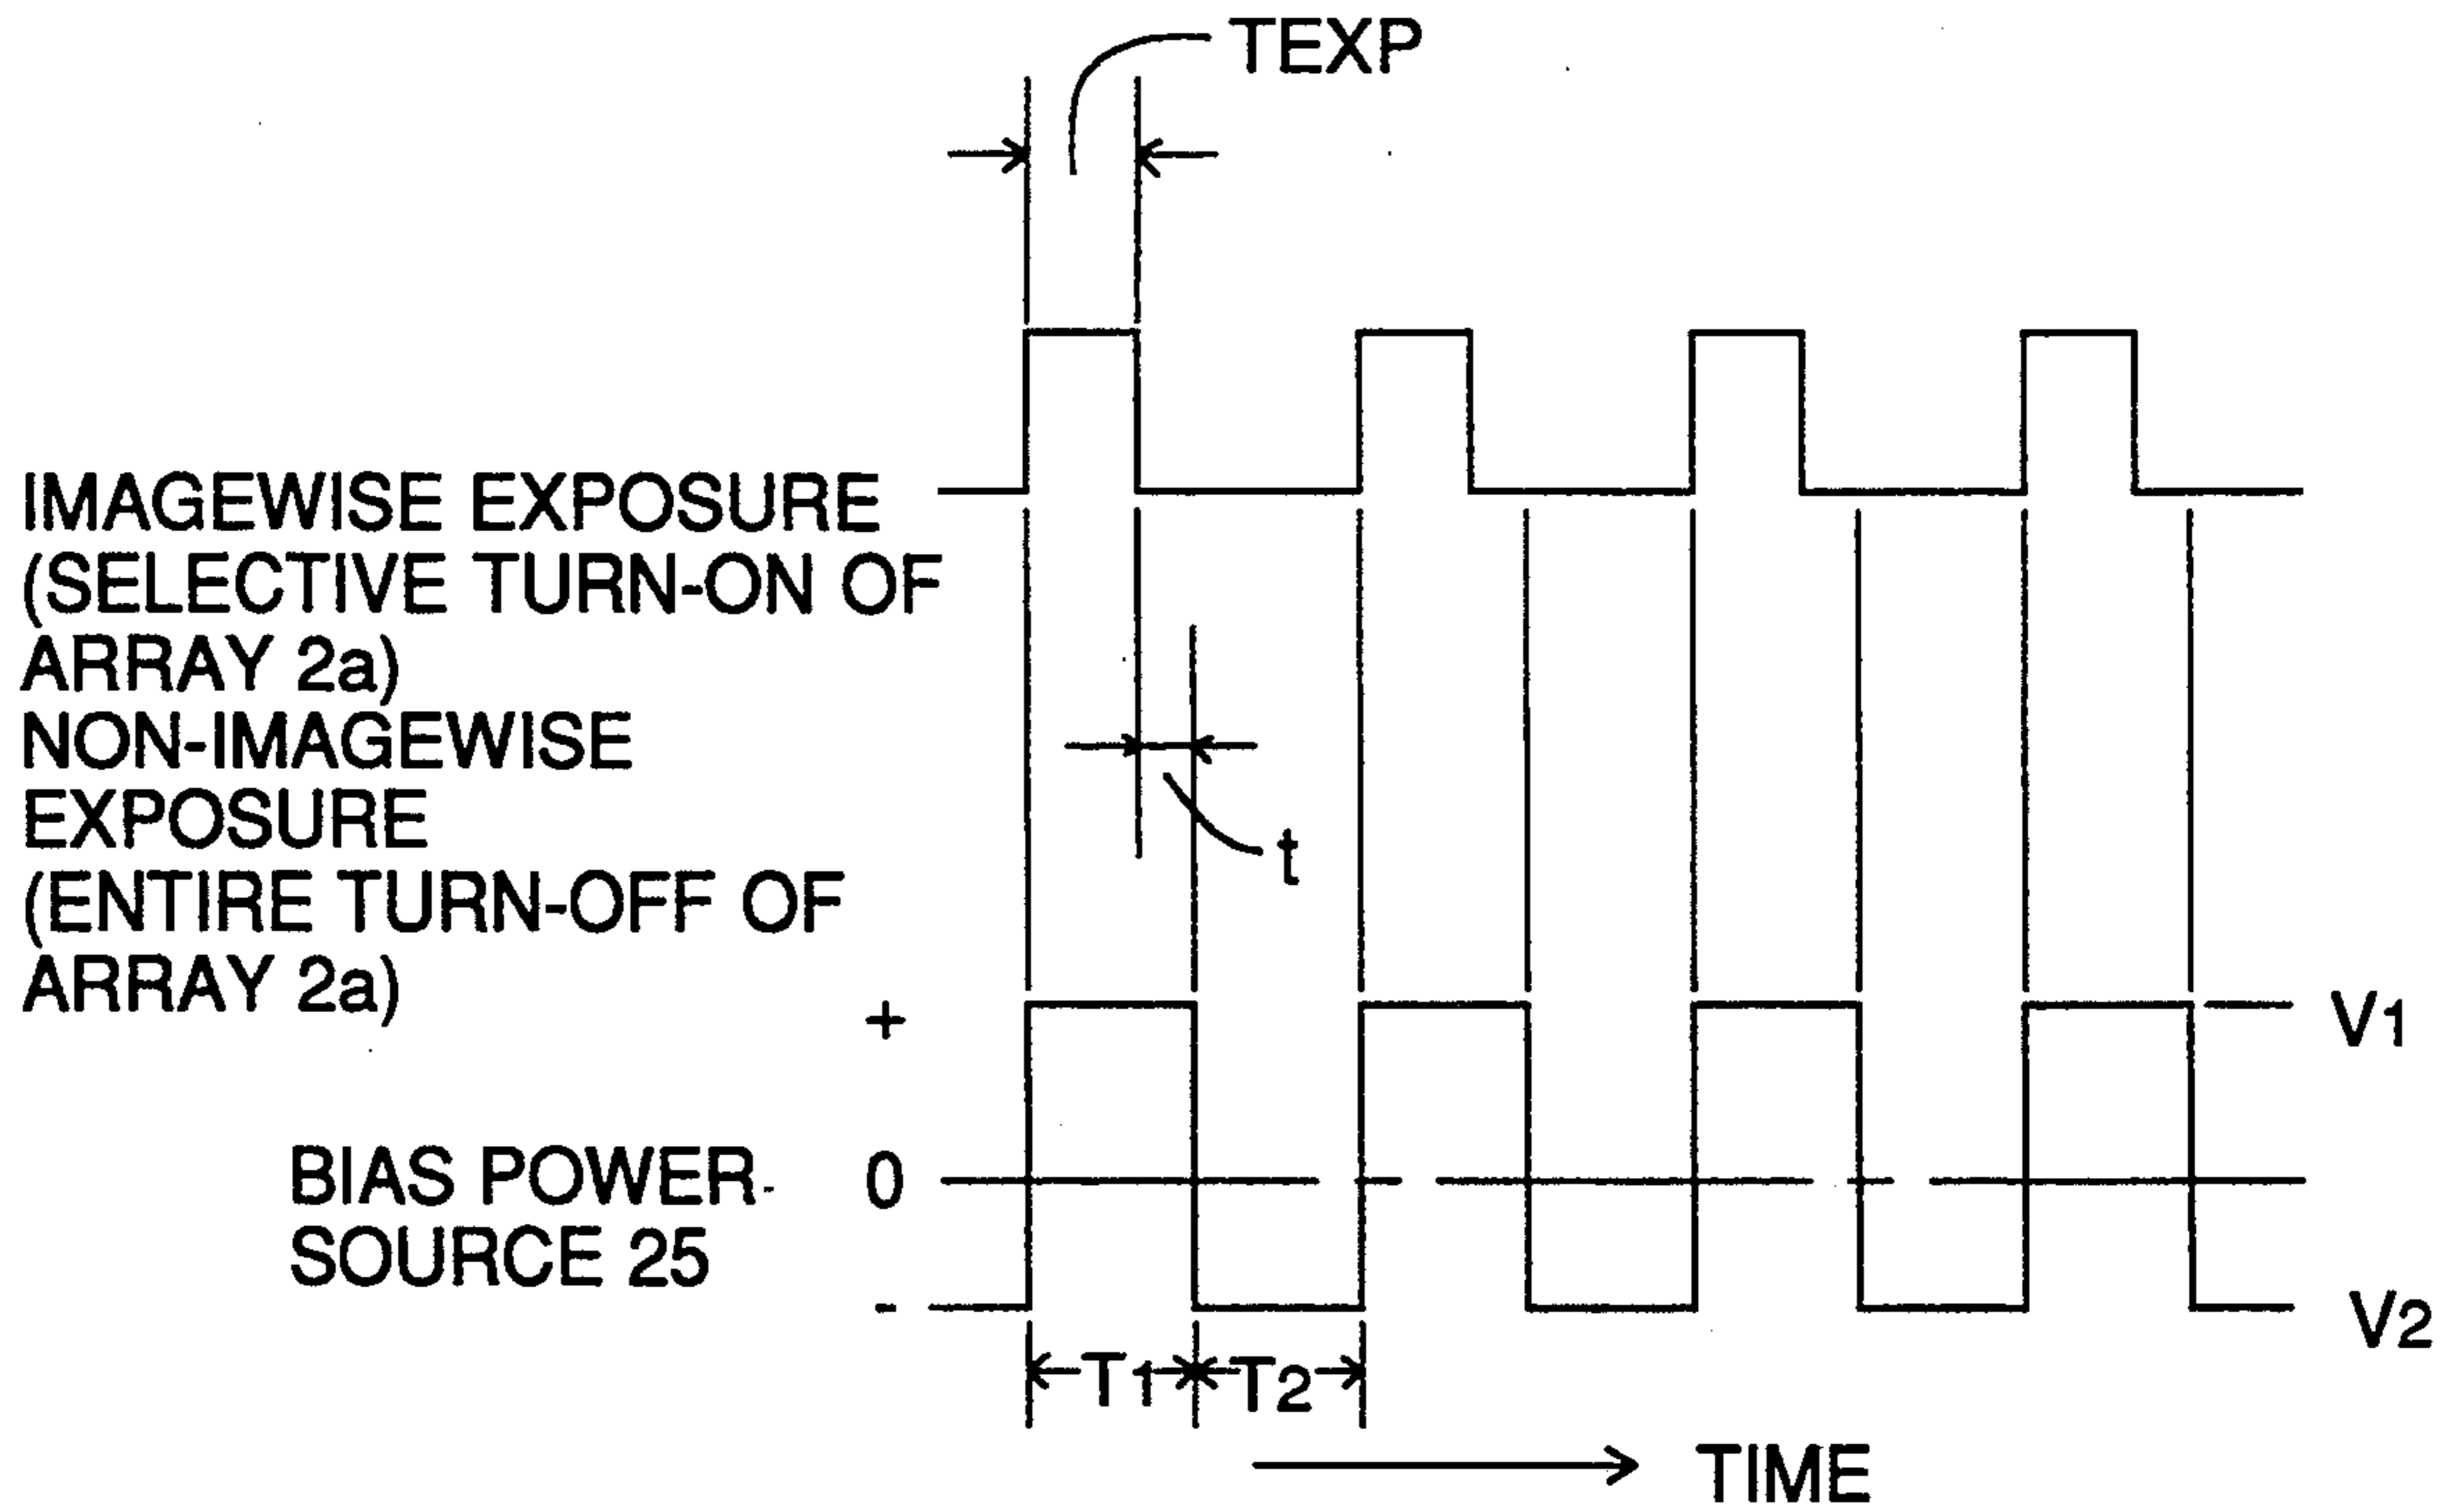 TEXP
IMAGEWISE EXPOSURE
(SELECTIVE TURN-ON OF
ARRAY 2a)
NON-IMAGEWISE
EXPOSURE
(ENTIRE TURN-OFF OF
ARRAY 2a)
t
+
V1
BIAS POWER-
SOURCE 25
0
-
V2
T1
T2
TIME